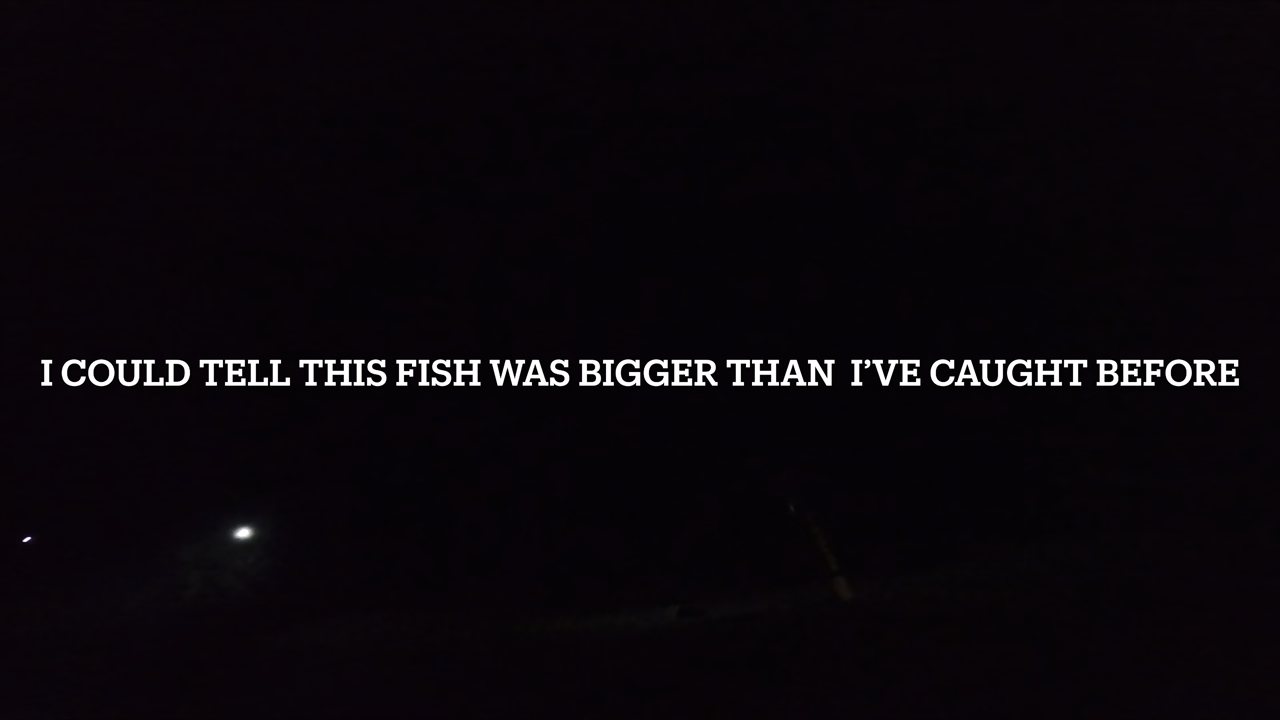 I COULD TELL THIS FISH WAS BIGGER THAN  I’VE CAUGHT BEFORE